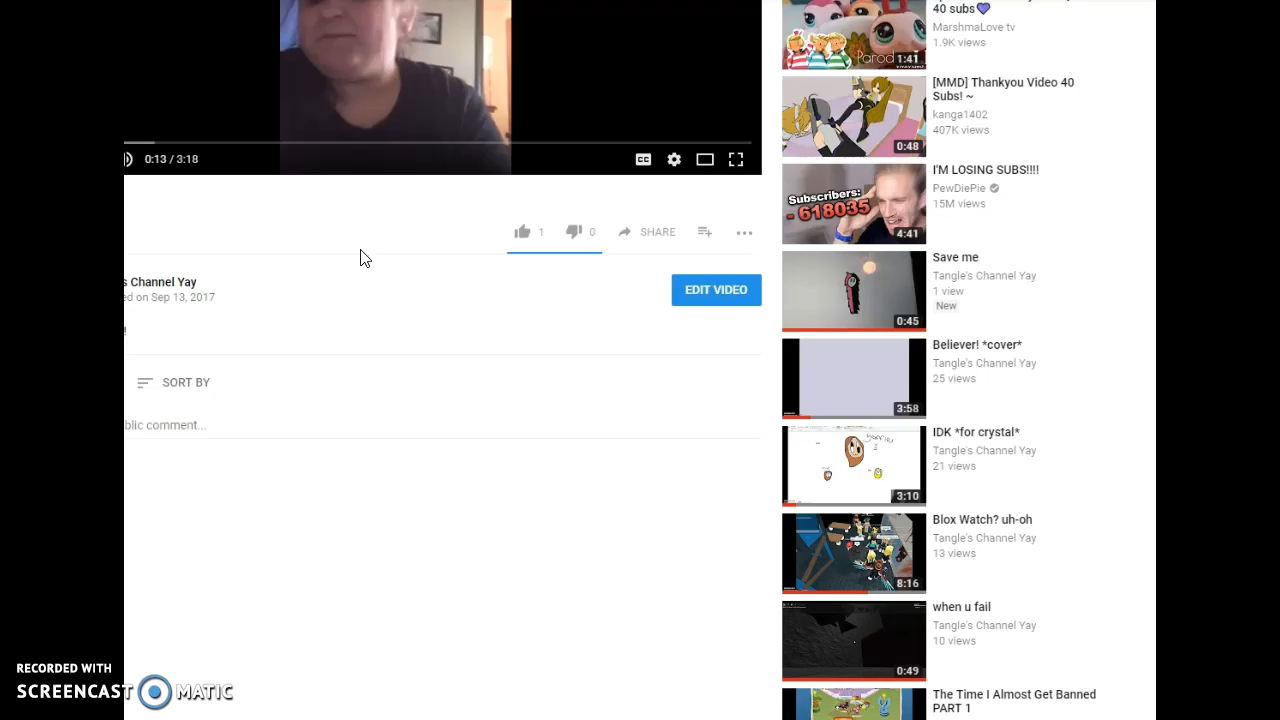 0:13 / 3:18
CC
1
0
SHARE
s Channel Yay
ed on Sep 13, 2017
EDIT VIDEO
!
SORT BY
blic comment...
40 subs💜
MarshmaLove tv
1.9K views
Parod
1:41
[MMD] Thankyou Video 40
Subs! ~
kanga1402
407K views
0:48
I'M LOSING SUBS!!!!
PewDiePie
15M views
Subscribers:
- 618035
4:41
Save me
Tangle's Channel Yay
1 view
New
0:45
Believer! *cover*
Tangle's Channel Yay
25 views
3:58
IDK *for crystal*
Tangle's Channel Yay
21 views
3:10
Blox Watch? uh-oh
Tangle's Channel Yay
13 views
8:16
when u fail
Tangle's Channel Yay
10 views
0:49
The Time I Almost Get Banned
PART 1
RECORDED WITH
SCREENCAST MATIC